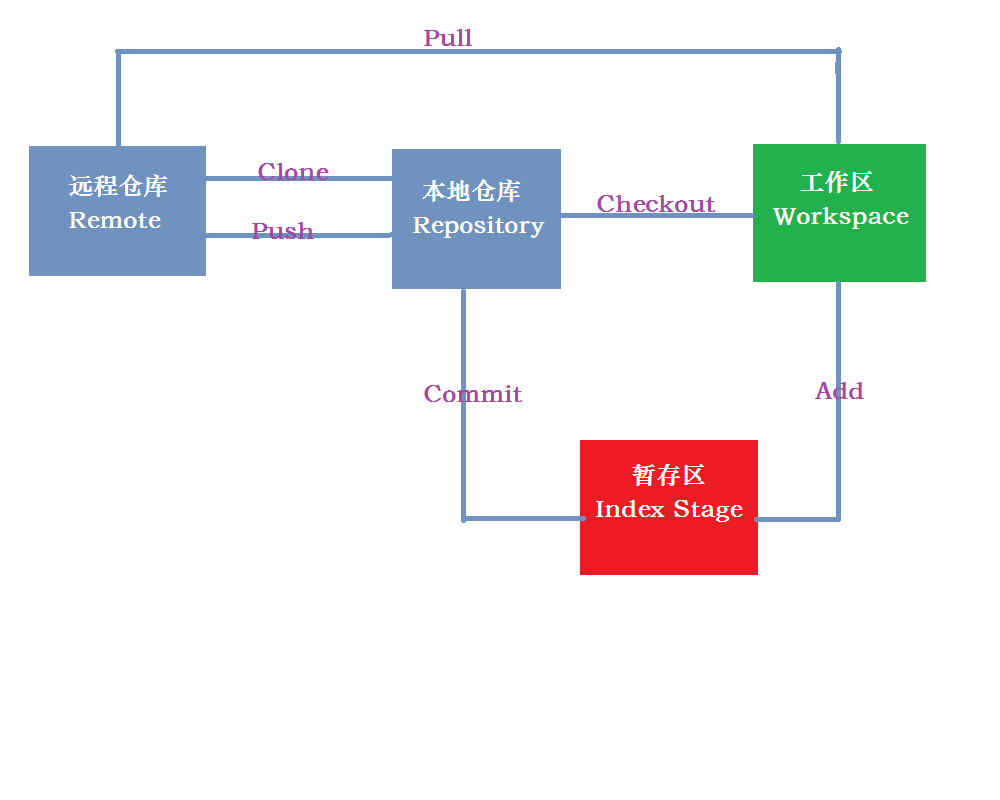 Pull
远程仓库
Remote
Clone
Push
本地仓库
Repository
Checkout
工作区
Workspace
Commit
Add
暂存区
Index Stage